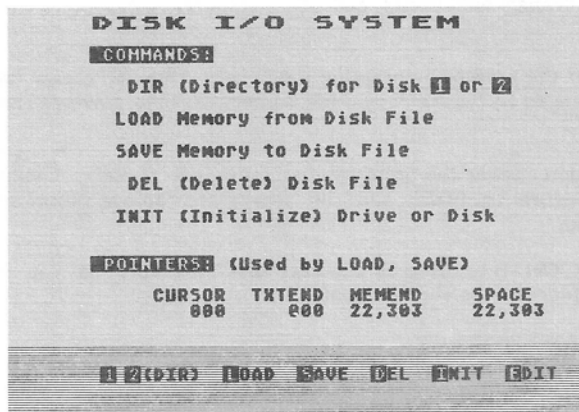 DISK I/O SYSTEM
COMMANDS:
DIR (Directory) for Disk 1 or 2
LOAD Memory from Disk File
SAVE Memory to Disk File
DEL (Delete) Disk File
INIT (Initialize) Drive or Disk
POINTERS: (Used by LOAD, SAVE)
CURSOR TXTEND MEMEND SPACE
000 000 22,303 22,303
1 2(DIR) LOAD SAVE DEL INIT EDIT